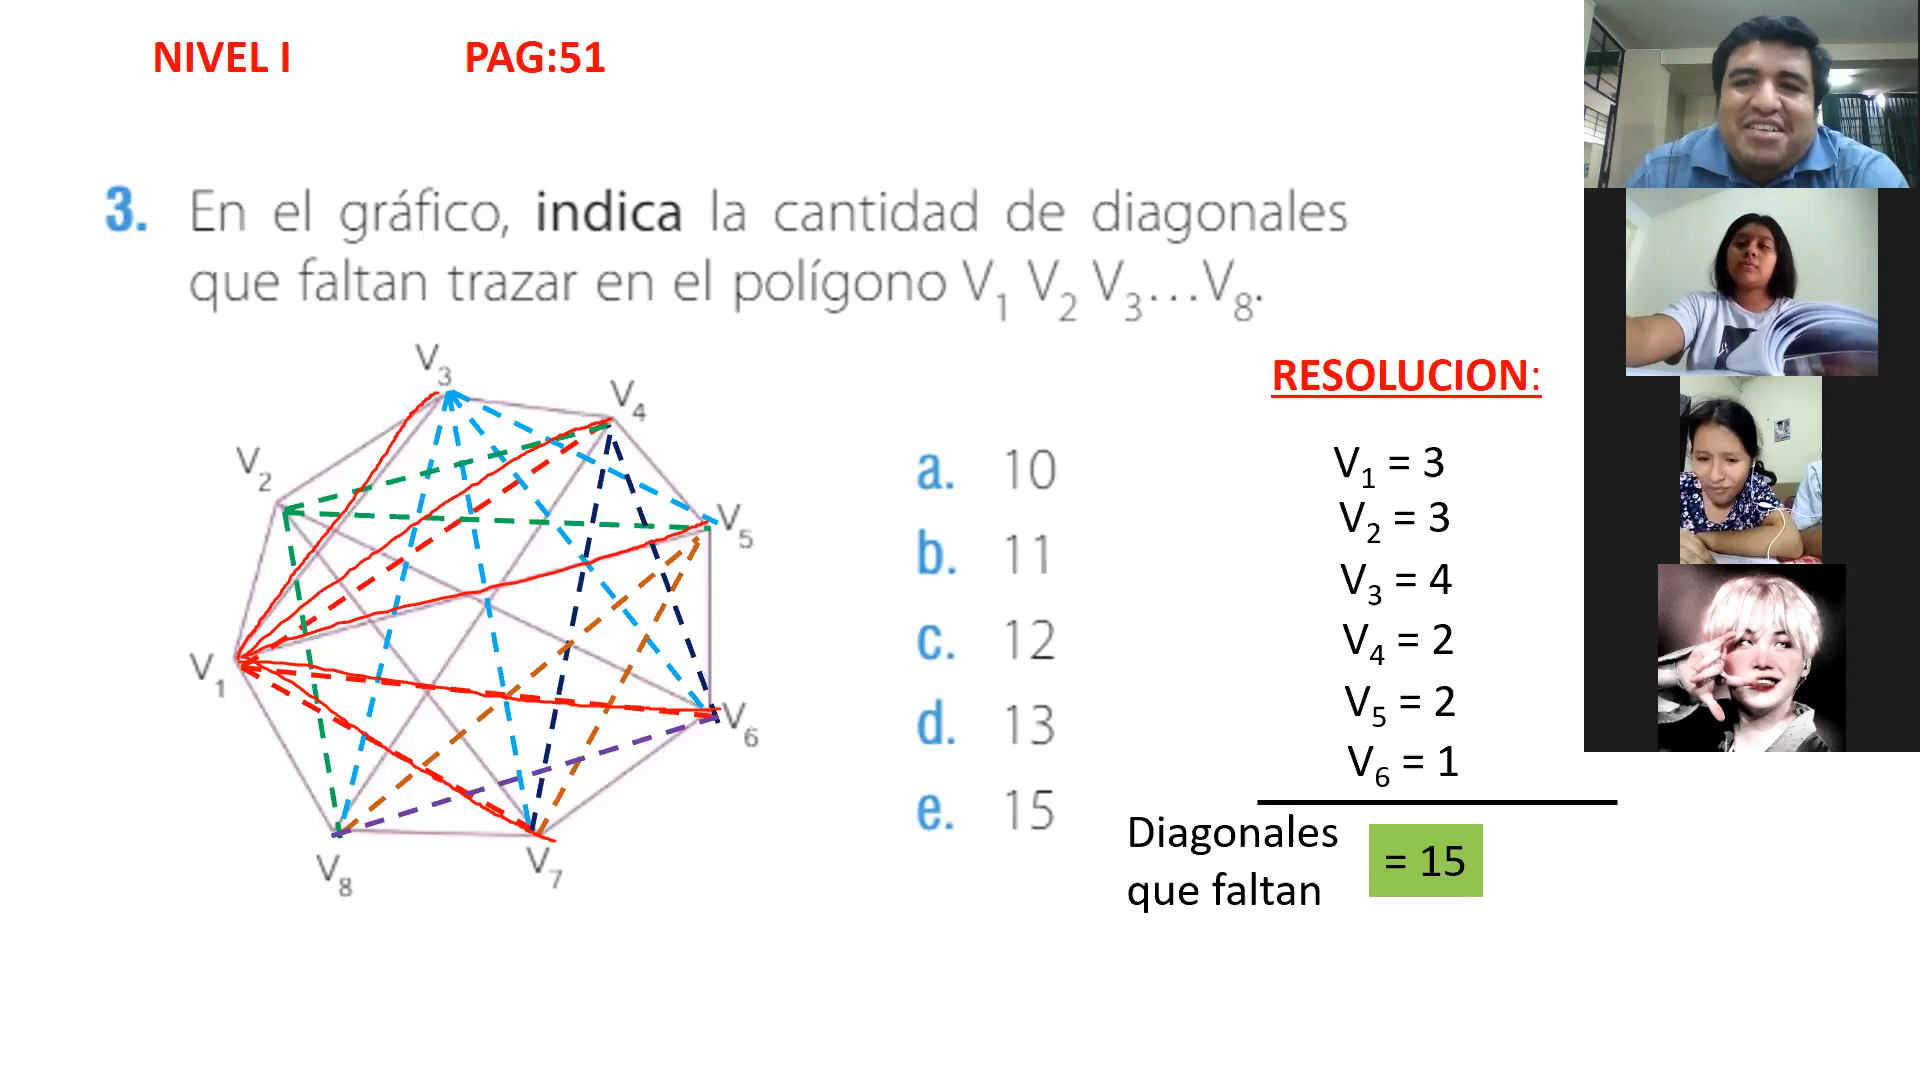 NIVEL I PAG:51
3. En el gráfico, indica la cantidad de diagonales
que faltan trazar en el polígono V₁ V₂ V₃...V₈.
V₃
V₄
V₂
V₅
V₁
V₆
V₇
V₈
a. 10
b. 11
c. 12
d. 13
e. 15
RESOLUCION:
V₁ = 3
V₂ = 3
V₃ = 4
V₄ = 2
V₅ = 2
V₆ = 1
Diagonales
que faltan
= 15